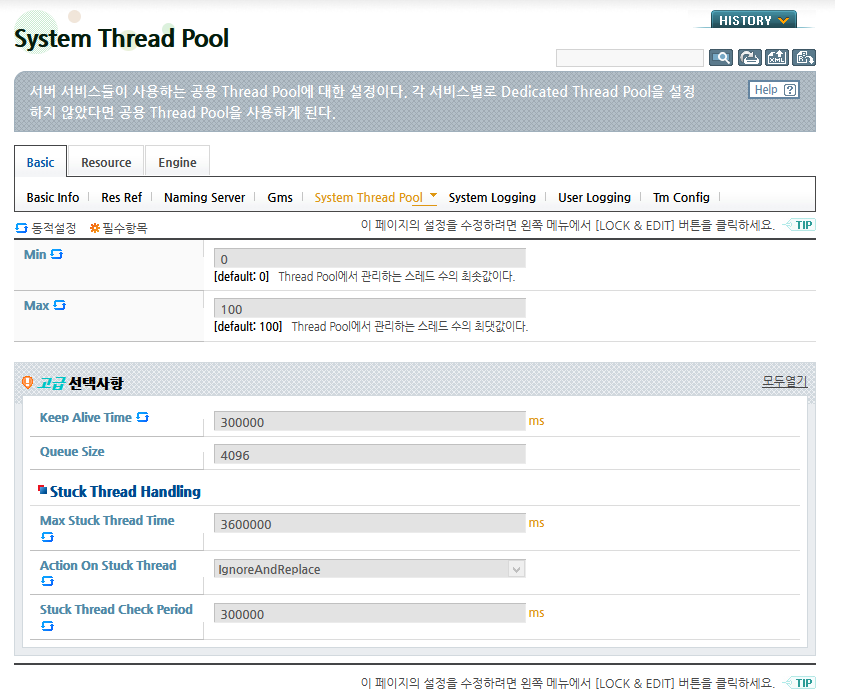 HISTORY
System Thread Pool
XML
서버 서비스들이 사용하는 공용 Thread Pool에 대한 설정이다. 각 서비스별로 Dedicated Thread Pool을 설정
하지 않았다면 공용 Thread Pool을 사용하게 된다.
Help ?
Basic Resource Engine
Basic Info Res Ref Naming Server Gms System Thread Pool System Logging User Logging Tm Config
동적설정 필수항목 이 페이지의 설정을 수정하려면 왼쪽 메뉴에서 [LOCK & EDIT] 버튼을 클릭하세요. TIP
Min 0
[default: 0] Thread Pool에서 관리하는 스레드 수의 최솟값이다.
Max 100
[default: 100] Thread Pool에서 관리하는 스레드 수의 최댓값이다.
고급 선택사항 모두열기
Keep Alive Time 300000 ms
Queue Size 4096
Stuck Thread Handling
Max Stuck Thread Time 3600000 ms
Action On Stuck Thread IgnoreAndReplace
Stuck Thread Check Period 300000 ms
이 페이지의 설정을 수정하려면 왼쪽 메뉴에서 [LOCK & EDIT] 버튼을 클릭하세요. TIP